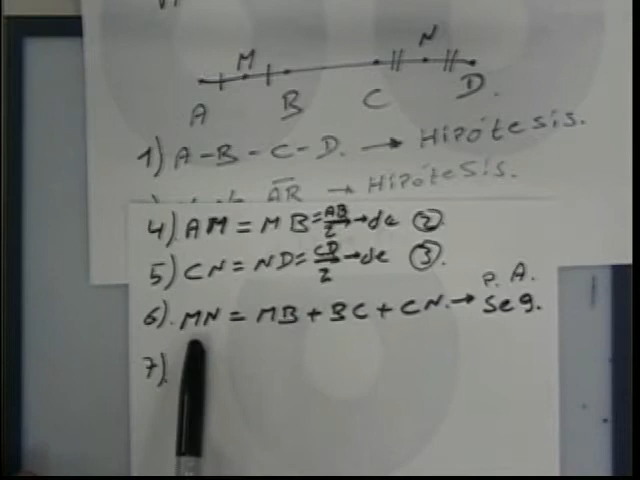 M N
A B C D.
1) A-B-C-D. → HIPÓTESIS.
AR → HIPÓTESIS.
4) AM = MB = AB/2 → de ②
5) CN = ND = CD/2 → de ③.
P. A.
6). MN = MB + BC + CN. → Seg.
7).